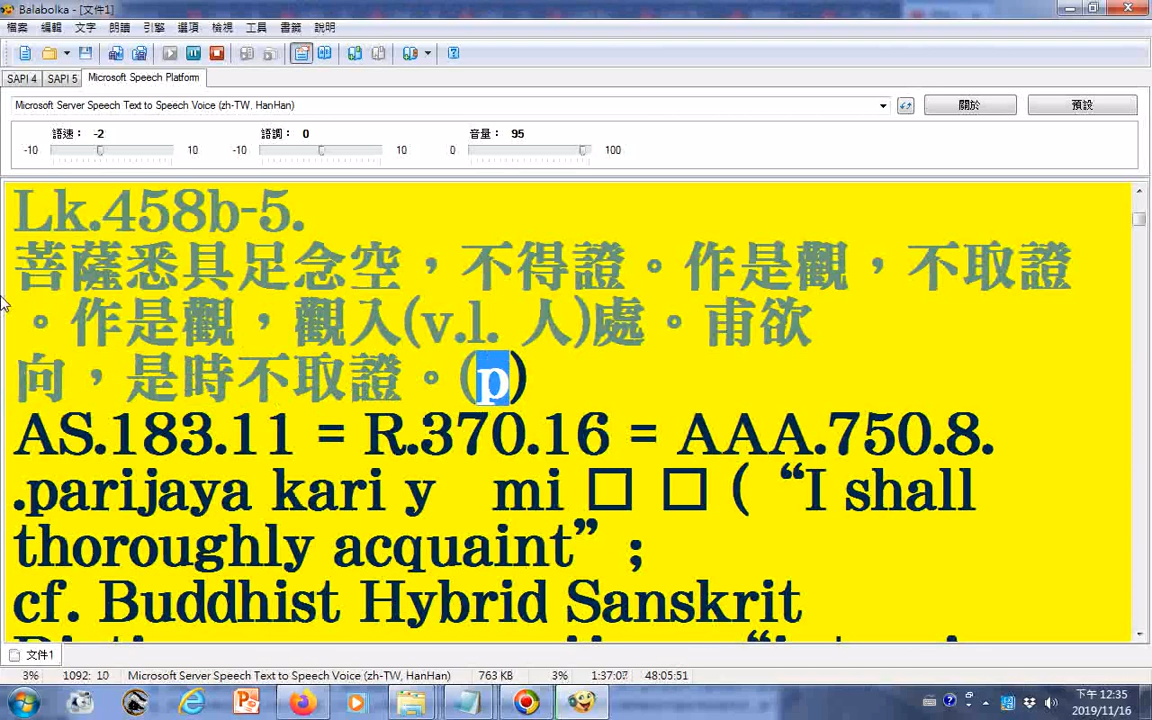 Balabolka - [文件1]
檔案 編輯 文字 朗讀 引擎 選項 檢視 工具 書籤 說明
SAPI 4 SAPI 5 Microsoft Speech Platform
Microsoft Server Speech Text to Speech Voice (zh-TW, HanHan) 關於 預設
語速： -2 語調： 0 音量： 95
-10 10 -10 10 0 100
Lk.458b-5.
菩薩悉具足念空，不得證。作是觀，不取證
。作是觀，觀入(v.l. 人)處。甫欲
向，是時不取證。(p)
AS.183.11 = R.370.16 = AAA.750.8.
.parijaya kari y mi □ □ ( “I shall
thoroughly acquaint” ;
cf. Buddhist Hybrid Sanskrit
文件1
3% 1092: 10 Microsoft Server Speech Text to Speech Voice (zh-TW, HanHan) 763 KB 3% 1:37:07 48:05:51
下午 12:35
2019/11/16